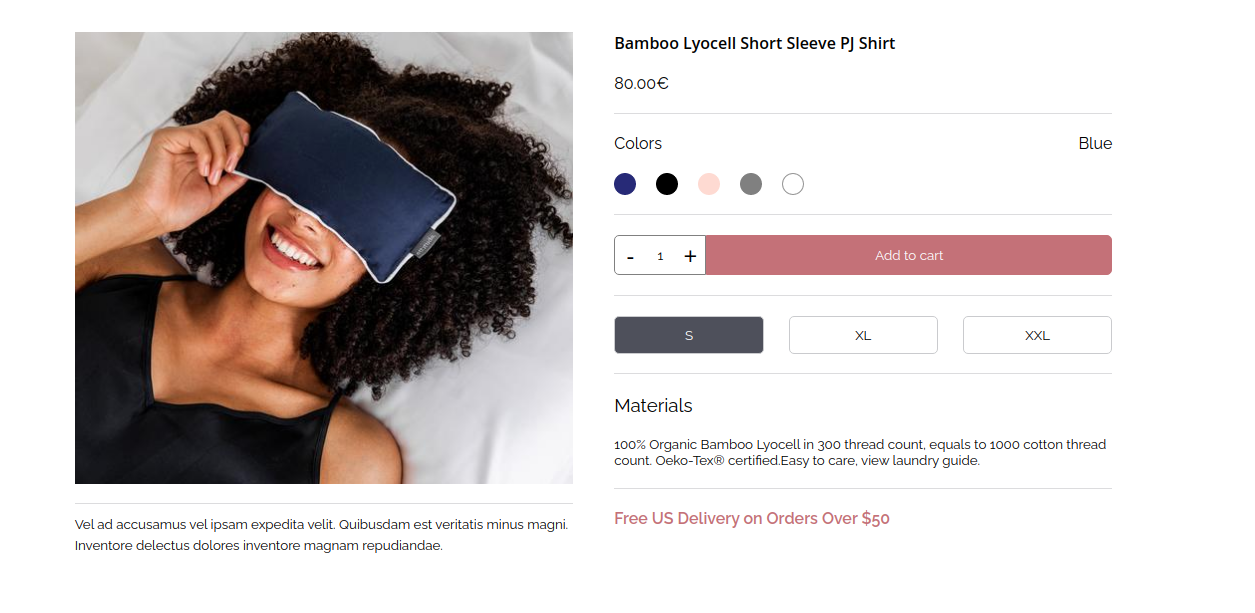 Bamboo Lyocell Short Sleeve PJ Shirt
80.00€
Colors
Blue
- 1 +
Add to cart
S
XL
XXL
Materials
100% Organic Bamboo Lyocell in 300 thread count, equals to 1000 cotton thread
count. Oeko-Tex® certified.Easy to care, view laundry guide.
Free US Delivery on Orders Over $50
Vel ad accusamus vel ipsam expedita velit. Quibusdam est veritatis minus magni.
Inventore delectus dolores inventore magnam repudiandae.